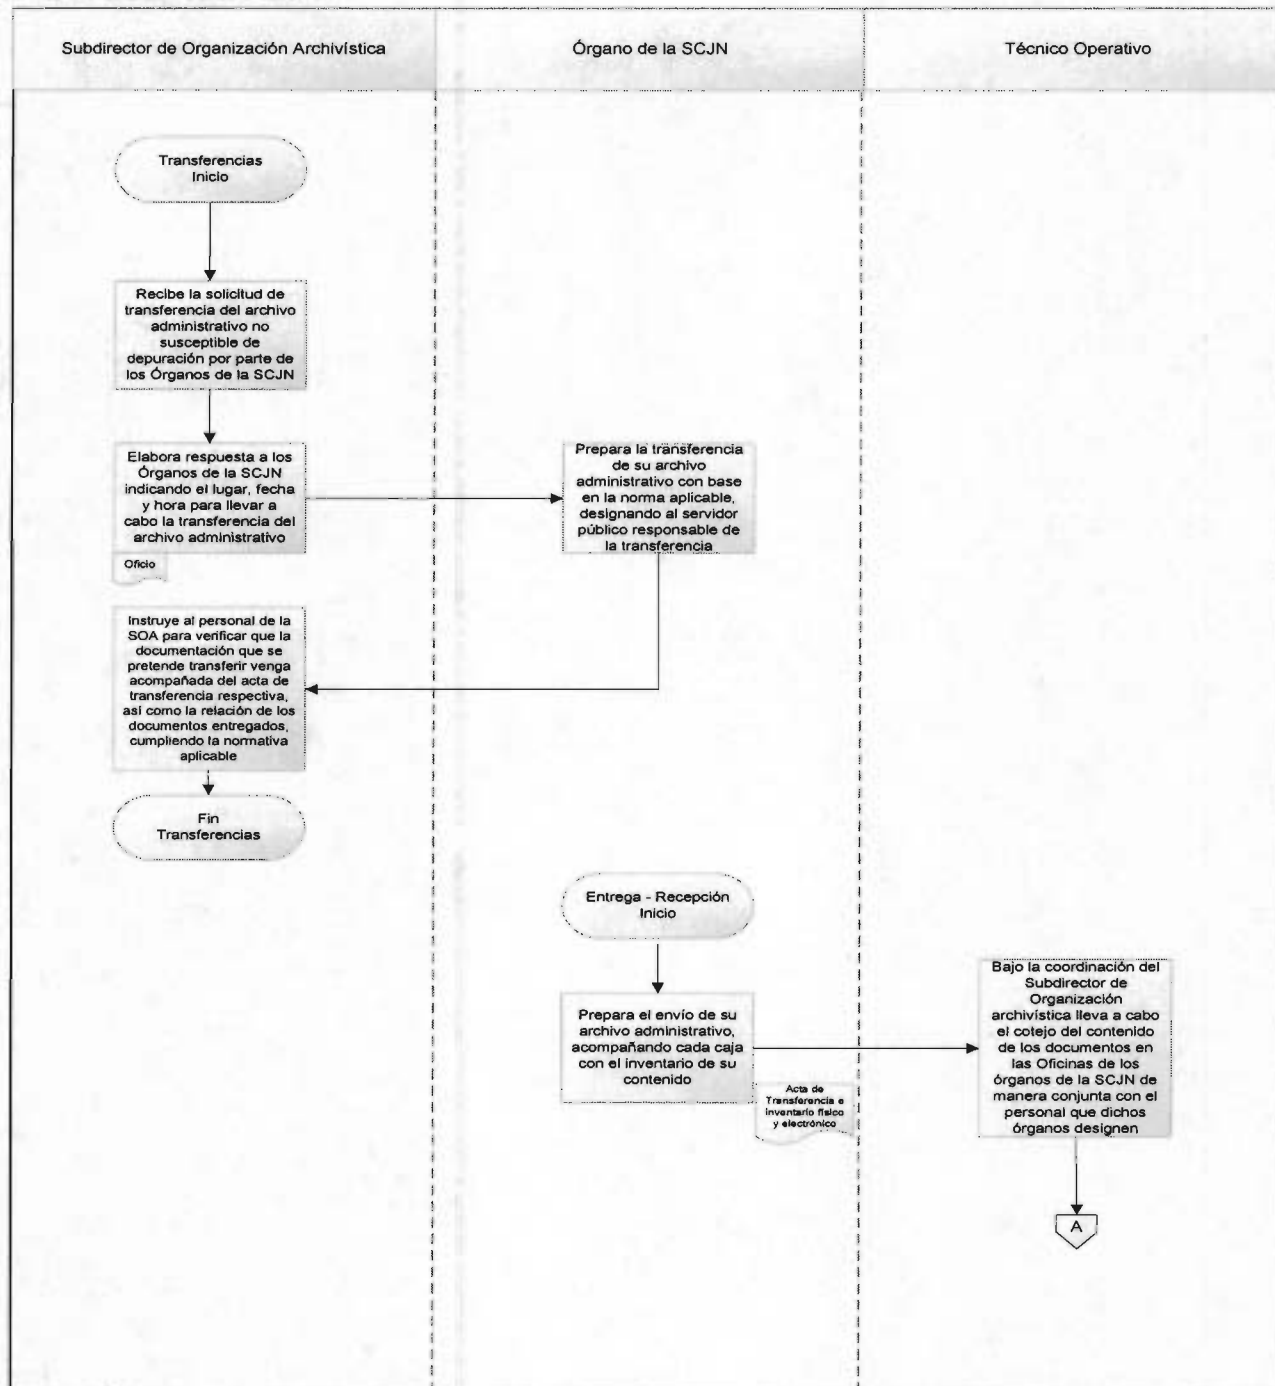 Subdirector de Organización Archivística
Órgano de la SCJN
Técnico Operativo
Transferencias
Inicio
Recibe la solicitud de
transferencia del archivo
administrativo no
susceptible de
depuración por parte de
los Órganos de la SCJN
Elabora respuesta a los
Órganos de la SCJN
indicando el lugar, fecha
y hora para llevar a
cabo la transferencia del
archivo administrativo
Oficio
Prepara la transferencia
de su archivo
administrativo con base
en la norma aplicable,
designando al servidor
público responsable de
la transferencia
Instruye al personal de la
SOA para verificar que la
documentación que se
pretende transferir venga
acompañada del acta de
transferencia respectiva,
así como la relación de los
documentos entregados,
cumpliendo la normativa
aplicable
Fin
Transferencias
Entrega - Recepción
Inicio
Prepara el envío de su
archivo administrativo,
acompañando cada caja
con el inventario de su
contenido
Acta de
Transferencia e
inventario físico
y electrónico
Bajo la coordinación del
Subdirector de
Organización
archivística lleva a cabo
el cotejo del contenido
de los documentos en
las Oficinas de los
órganos de la SCJN de
manera conjunta con el
personal que dichos
órganos designen
A